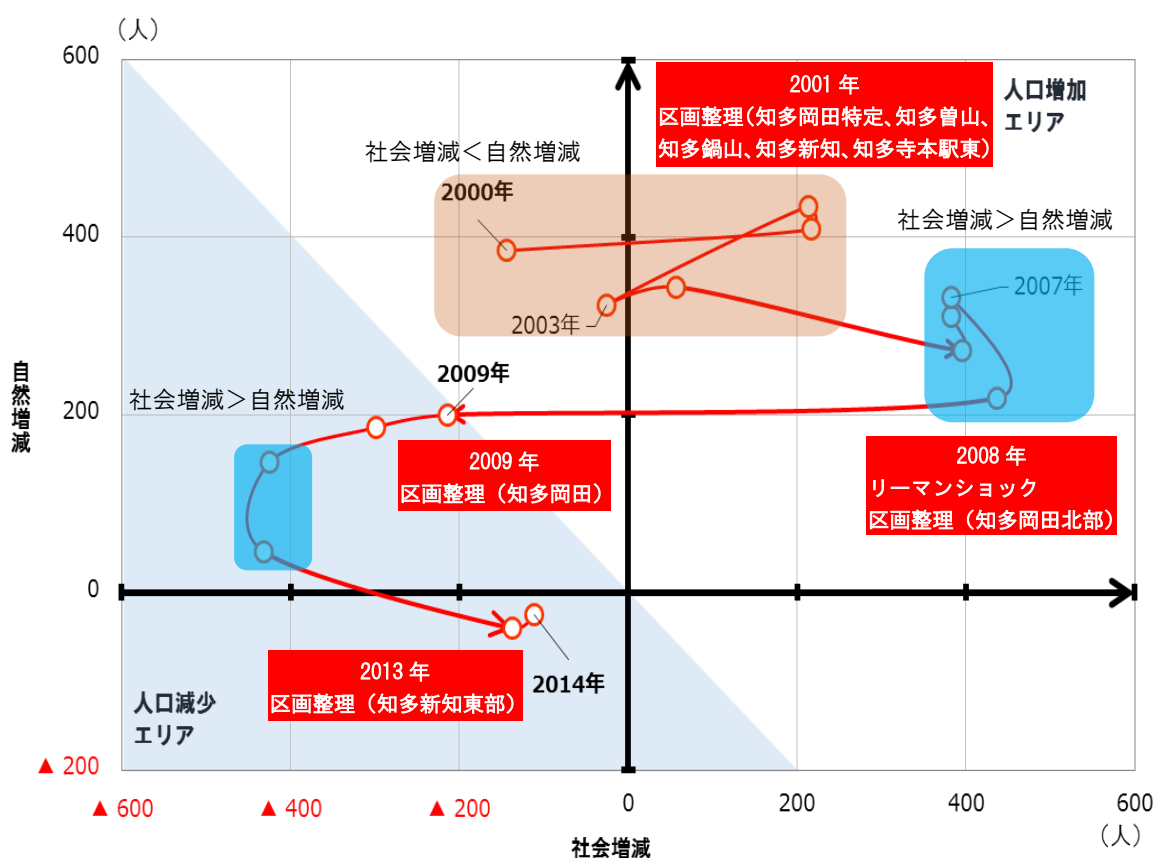 （人）
600
400
200
0
▲ 200
自然増減
2001 年
区画整理（知多岡田特定、知多曽山、
知多鍋山、知多新知、知多寺本駅東）
人口増加
エリア
社会増減＜自然増減
2000年
2003年
社会増減＞自然増減
2007年
2009年
社会増減＞自然増減
2009 年
区画整理（知多岡田）
2008 年
リーマンショック
区画整理（知多岡田北部）
2013 年
区画整理（知多新知東部）
2014年
人口減少
エリア
▲ 600
▲ 400
▲ 200
0
200
400
600
（人）
社会増減